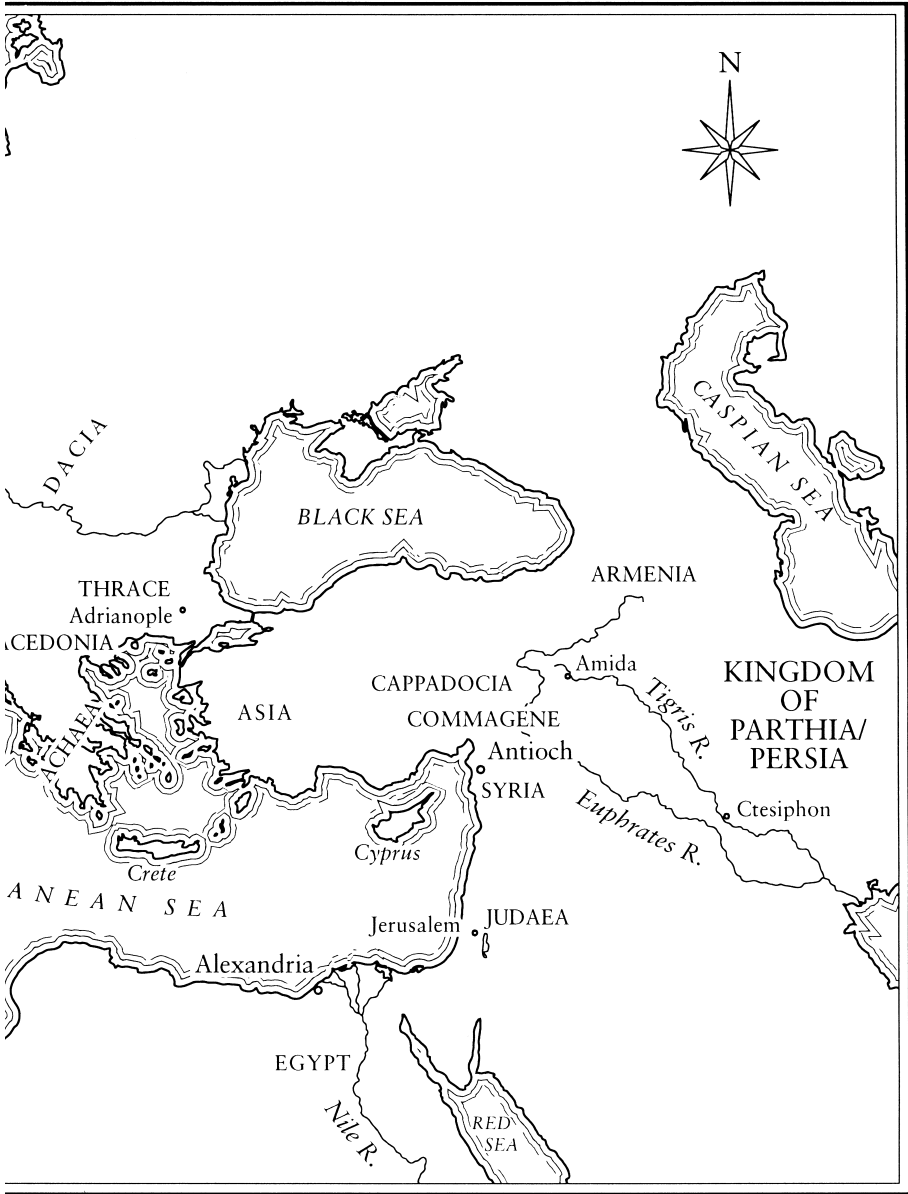 N
CASPIAN SEA
DACIA
BLACK SEA
ARMENIA
THRACE
Adrianople
ACEDONIA
Amida
KINGDOM
OF
PARTHIA/
PERSIA
CAPPADOCIA
Tigris R.
ASIA
COMMAGENE
ACHAEA
Antioch
SYRIA
Euphrates R.
Ctesiphon
Cyprus
Crete
ANEAN SEA
Jerusalem
JUDAEA
Alexandria
EGYPT
Nile R.
RED
SEA